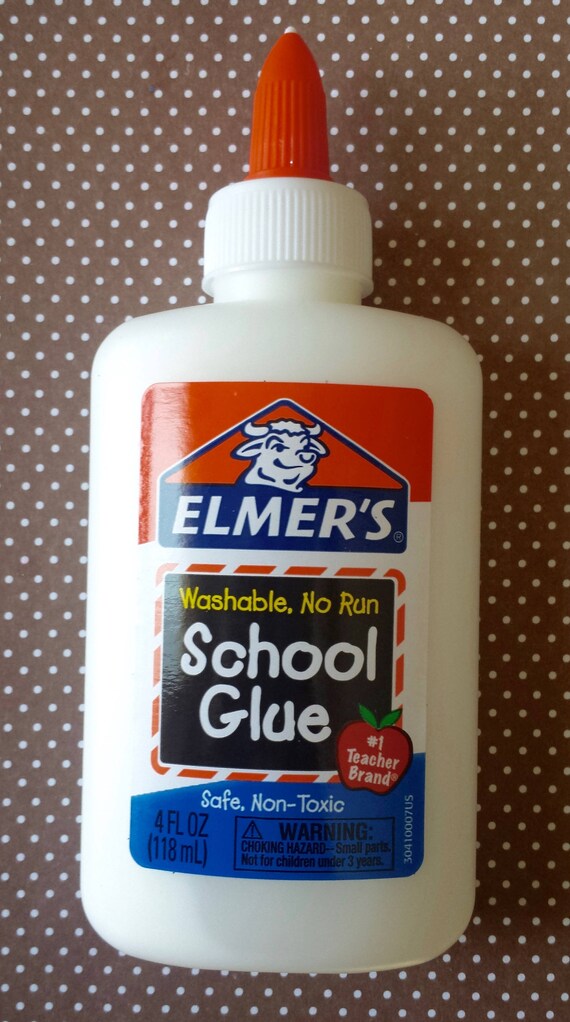 ELMER'S®
Washable, No Run
School
Glue
#1
Teacher
Brand®
Safe, Non-Toxic
4 FL OZ
(118 mL)
WARNING:
CHOKING HAZARD--Small parts.
Not for children under 3 years.
30410007US